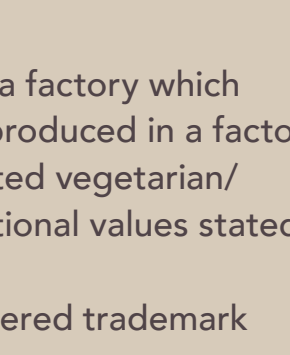 a factory which
produced in a facto
ted vegetarian/
tional values stated
ered trademark